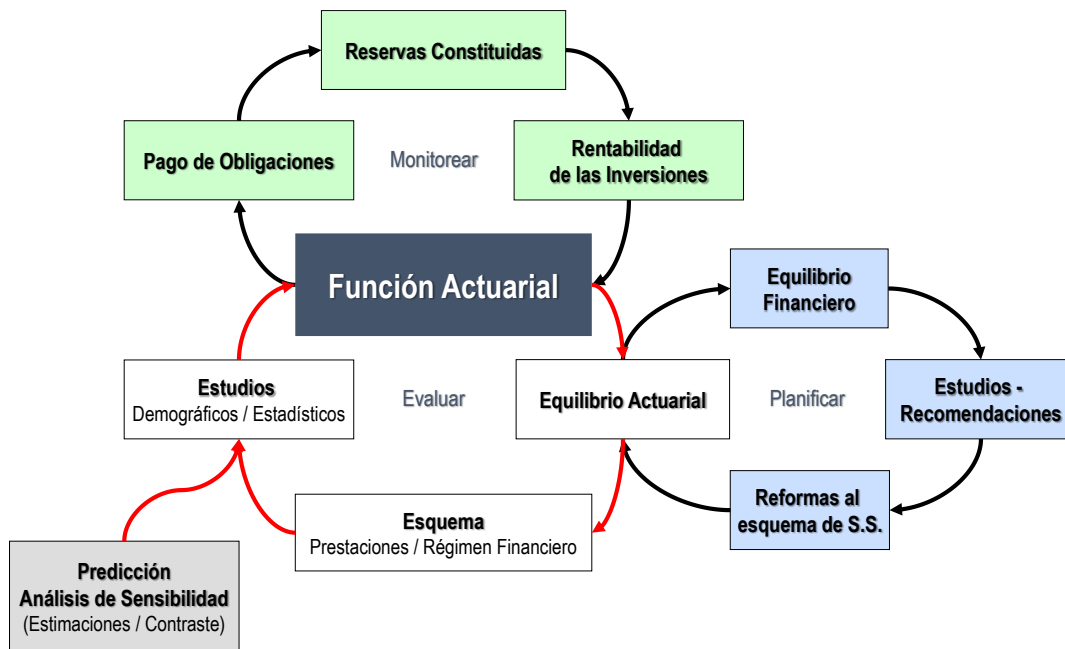 Reservas Constituidas
Pago de Obligaciones
Monitorear
Rentabilidad
de las Inversiones
Función Actuarial
Equilibrio
Financiero
Estudios
Demográficos / Estadísticos
Evaluar
Equilibrio Actuarial
Planificar
Estudios -
Recomendaciones
Esquema
Prestaciones / Régimen Financiero
Reformas al
esquema de S.S.
Predicción
Análisis de Sensibilidad
(Estimaciones / Contraste)